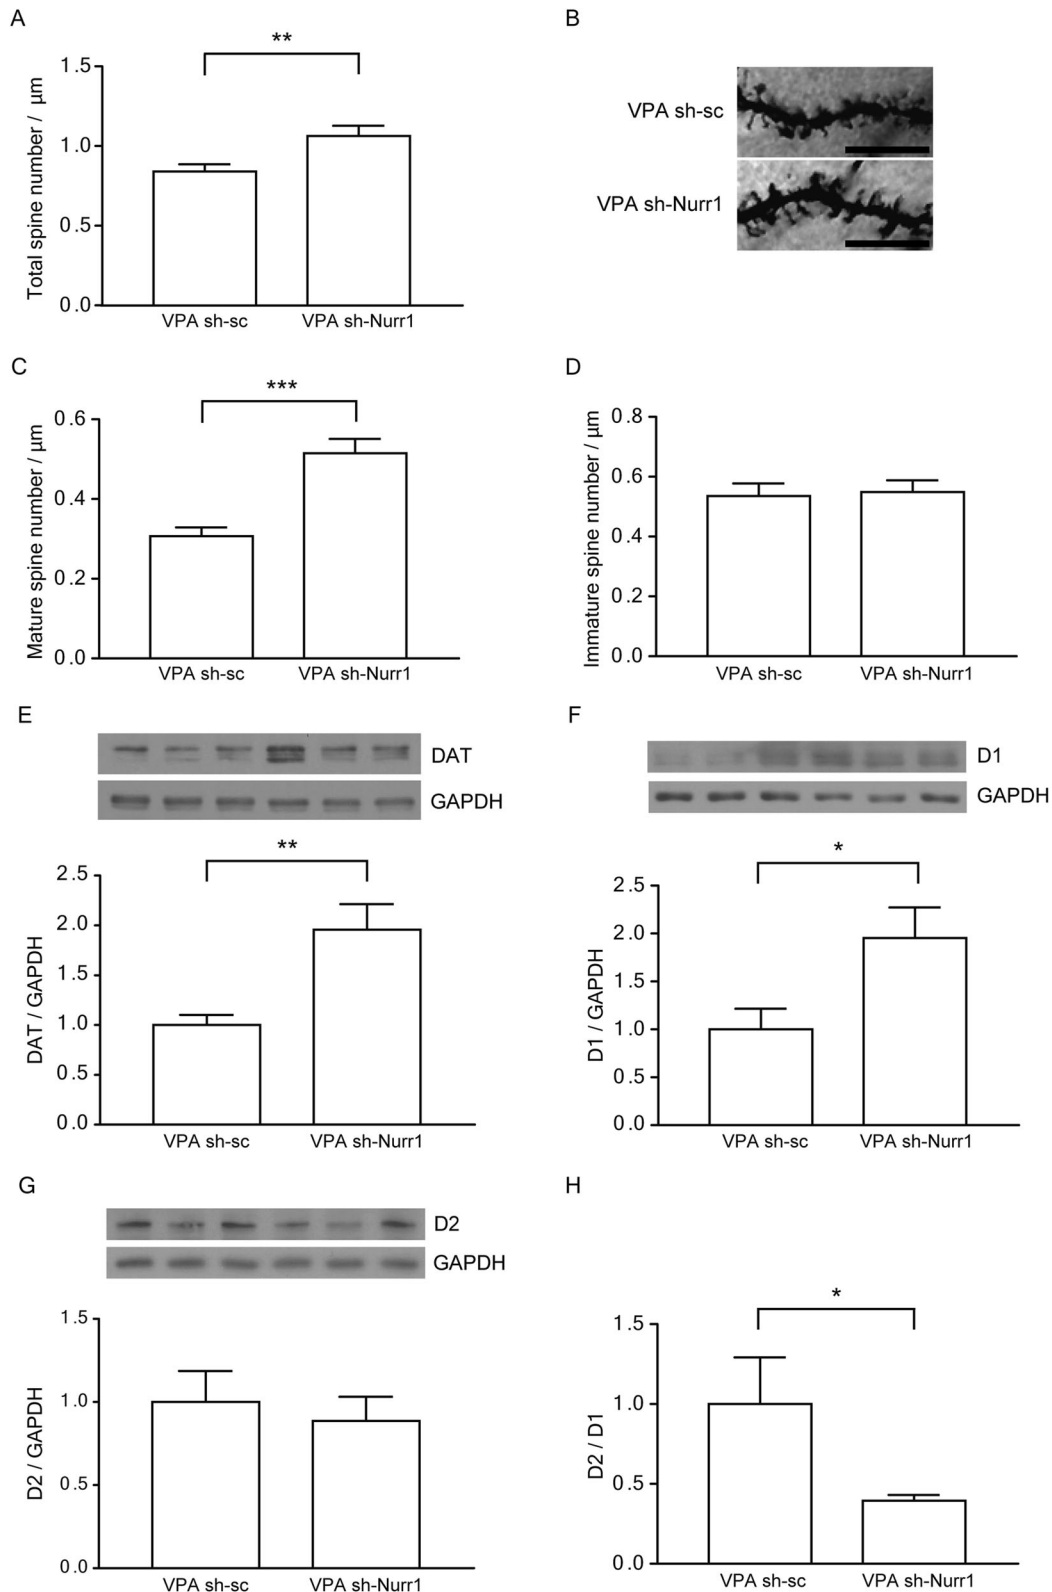 A
**
Total spine number / µm
1.5
1.0
0.5
0.0
VPA sh-sc
VPA sh-Nurr1
B
VPA sh-sc
VPA sh-Nurr1
C
***
Mature spine number / µm
0.6
0.4
0.2
0.0
VPA sh-sc
VPA sh-Nurr1
D
Immature spine number / µm
0.8
0.6
0.4
0.2
0.0
VPA sh-sc
VPA sh-Nurr1
E
DAT
GAPDH
**
DAT / GAPDH
2.5
2.0
1.5
1.0
0.5
0.0
VPA sh-sc
VPA sh-Nurr1
F
D1
GAPDH
*
D1 / GAPDH
2.5
2.0
1.5
1.0
0.5
0.0
VPA sh-sc
VPA sh-Nurr1
G
D2
GAPDH
D2 / GAPDH
1.5
1.0
0.5
0.0
VPA sh-sc
VPA sh-Nurr1
H
*
D2 / D1
1.5
1.0
0.5
0.0
VPA sh-sc
VPA sh-Nurr1